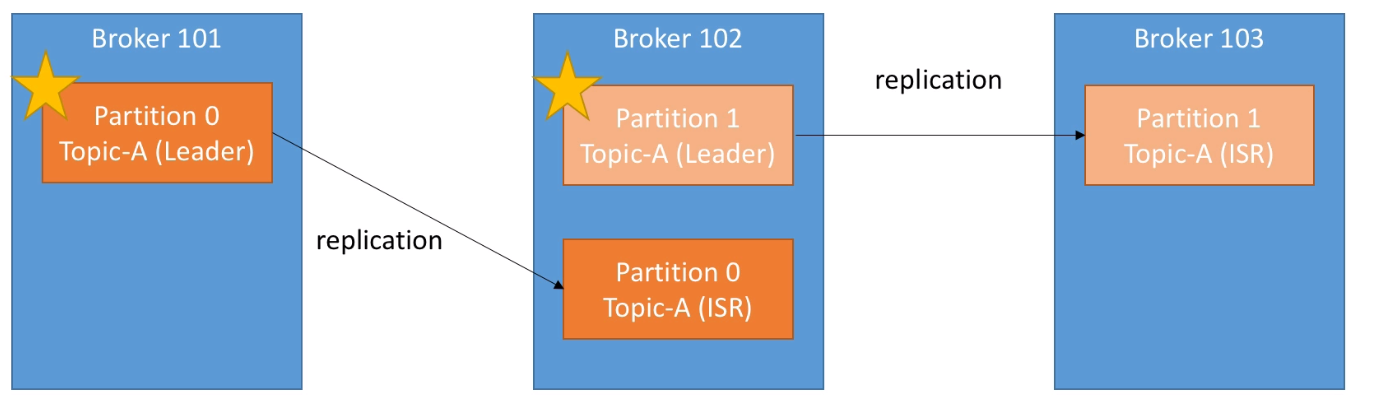 Broker 101
Partition 0
Topic-A (Leader)
replication
Broker 102
Partition 1
Topic-A (Leader)
Partition 0
Topic-A (ISR)
replication
Broker 103
Partition 1
Topic-A (ISR)